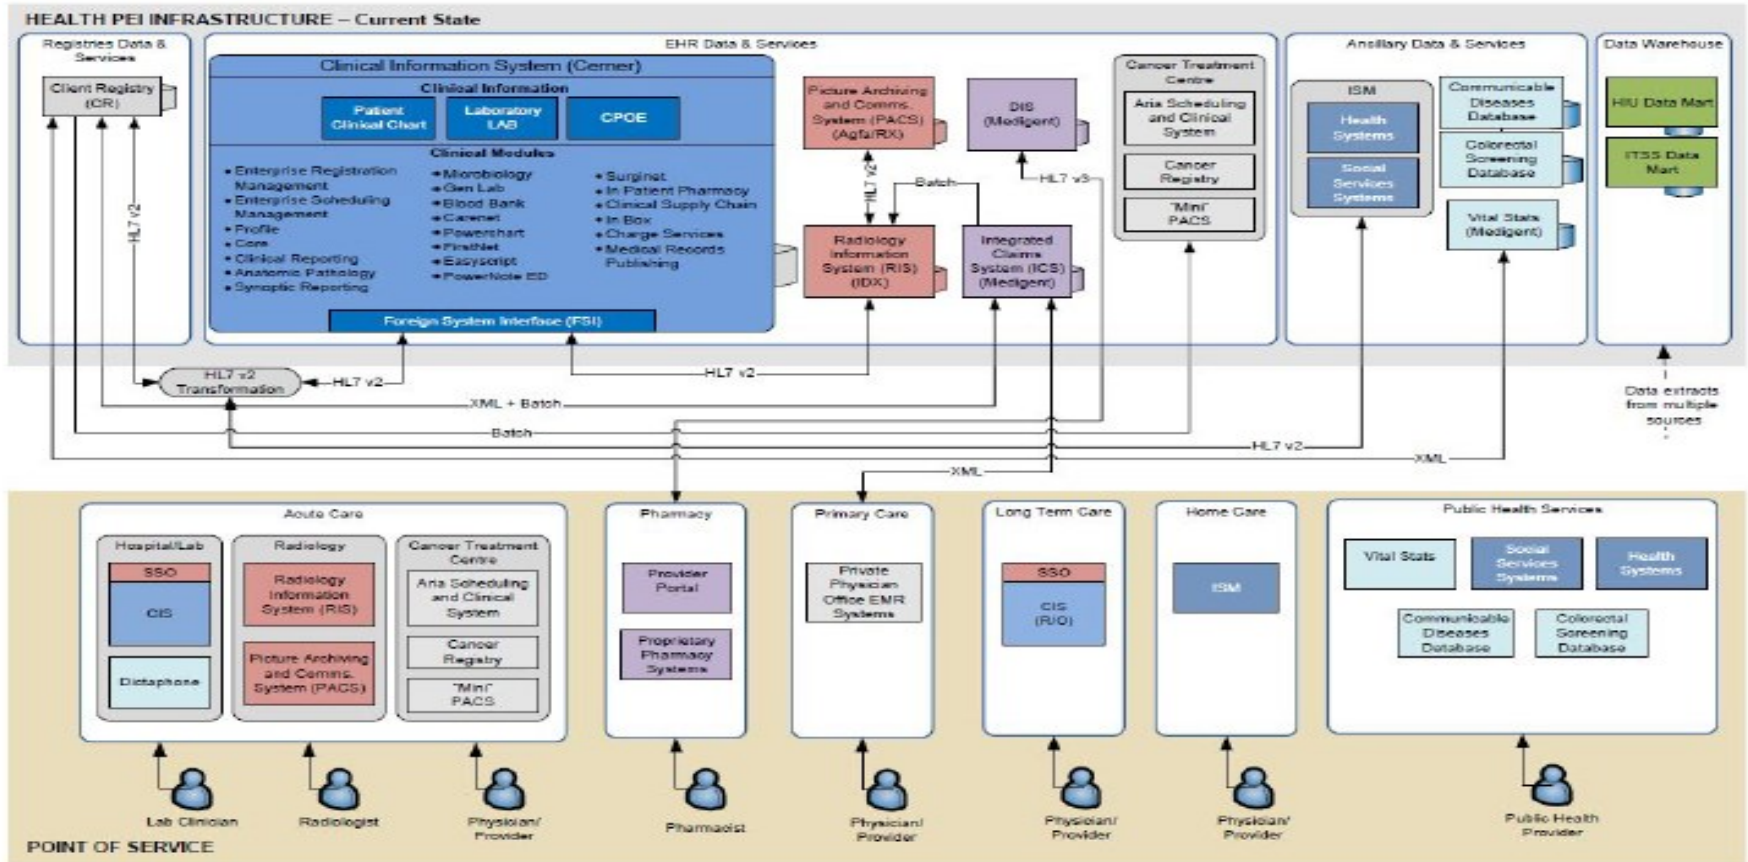 HEALTH PEI INFRASTRUCTURE – Current State
Registries Data &
Services
Client Registry
(CR)
EHR Data & Services
Clinical Information System (Cerner)
Clinical Information
Patient
Clinical Chart
Laboratory
LAB
CPOE
Clinical Modules
• Enterprise Registration
Management
• Enterprise Scheduling
Management
• Profile
• Core
• Clinical Reporting
• Anatomic Pathology
• Synoptic Reporting
• Microbiology
• Gen Lab
• Blood Bank
• Carenet
• Powerchart
• FirstNet
• Easyscript
• PowerNote ED
• Surginet
• In Patient Pharmacy
• Clinical Supply Chain
• In Box
• Charge Services
• Medical Records
Publishing
Foreign System Interface (FSI)
Picture Archiving
and Comms.
System (PACS)
(Agfa/RX)
HL7 v2
Batch
Radiology
Information
System (RIS)
(IDX)
DIS
(Medigent)
HL7 v3
Integrated
Claims
System (ICS)
(Medigent)
Cancer Treatment
Centre
Aria Scheduling
and Clinical
System
Cancer
Registry
"Mini"
PACS
Ancillary Data & Services
ISM
Health
Systems
Social
Services
Systems
Communicable
Diseases
Database
Colorectal
Screening
Database
Vital Stats
(Medigent)
Data Warehouse
HIU Data Mart
ITSS Data
Mart
HL7 v2
HL7 v2
Transformation
HL7 v2
HL7 v2
XML + Batch
Batch
HL7 v2
XML
XML
Data extracts
from multiple
sources
Acute Care
Hospital/Lab
SSO
CIS
Dictaphone
Radiology
Radiology
Information
System (RIS)
Picture Archiving
and Comms.
System (PACS)
Cancer Treatment
Centre
Aria Scheduling
and Clinical
System
Cancer
Registry
"Mini"
PACS
Pharmacy
Provider
Portal
Proprietary
Pharmacy
Systems
Primary Care
Private
Physician
Office EMR
Systems
Long Term Care
SSO
CIS
(R/O)
Home Care
ISM
Public Health Services
Vital Stats
Social
Services
Systems
Health
Systems
Communicable
Diseases
Database
Colorectal
Screening
Database
Lab Clinician
Radiologist
Physician/
Provider
Pharmacist
Physician/
Provider
Physician/
Provider
Physician/
Provider
Public Health
Provider
POINT OF SERVICE